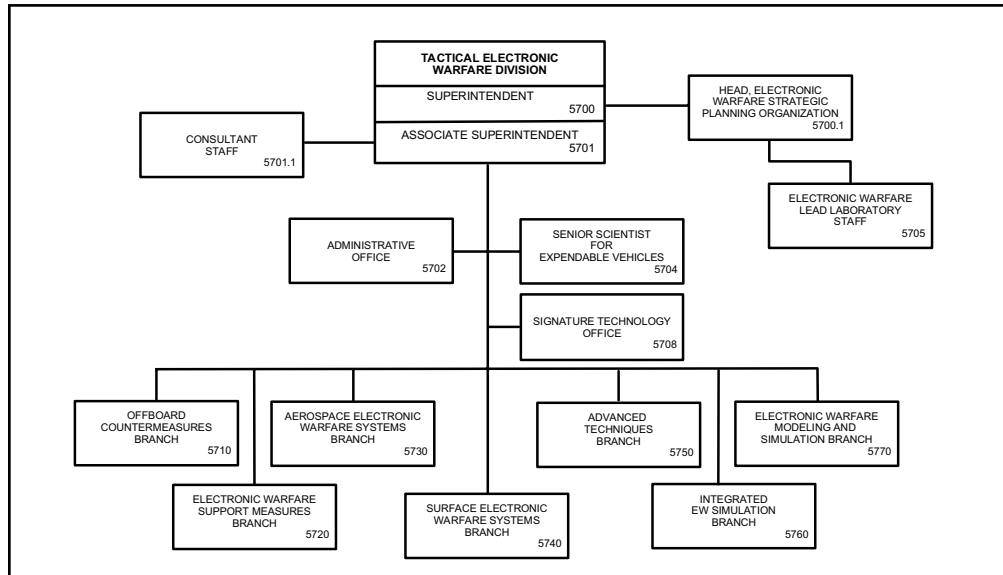 TACTICAL ELECTRONIC
WARFARE DIVISION
SUPERINTENDENT
5700
ASSOCIATE SUPERINTENDENT
5701
HEAD, ELECTRONIC
WARFARE STRATEGIC
PLANNING ORGANIZATION
5700.1
CONSULTANT
STAFF
5701.1
ELECTRONIC WARFARE
LEAD LABORATORY
STAFF
5705
ADMINISTRATIVE
OFFICE
5702
SENIOR SCIENTIST
FOR
EXPENDABLE VEHICLES
5704
SIGNATURE TECHNOLOGY
OFFICE
5708
OFFBOARD
COUNTERMEASURES
BRANCH
5710
AEROSPACE ELECTRONIC
WARFARE SYSTEMS
BRANCH
5730
ADVANCED
TECHNIQUES
BRANCH
5750
ELECTRONIC WARFARE
MODELING AND
SIMULATION BRANCH
5770
ELECTRONIC WARFARE
SUPPORT MEASURES
BRANCH
5720
SURFACE ELECTRONIC
WARFARE SYSTEMS
BRANCH
5740
INTEGRATED
EW SIMULATION
BRANCH
5760